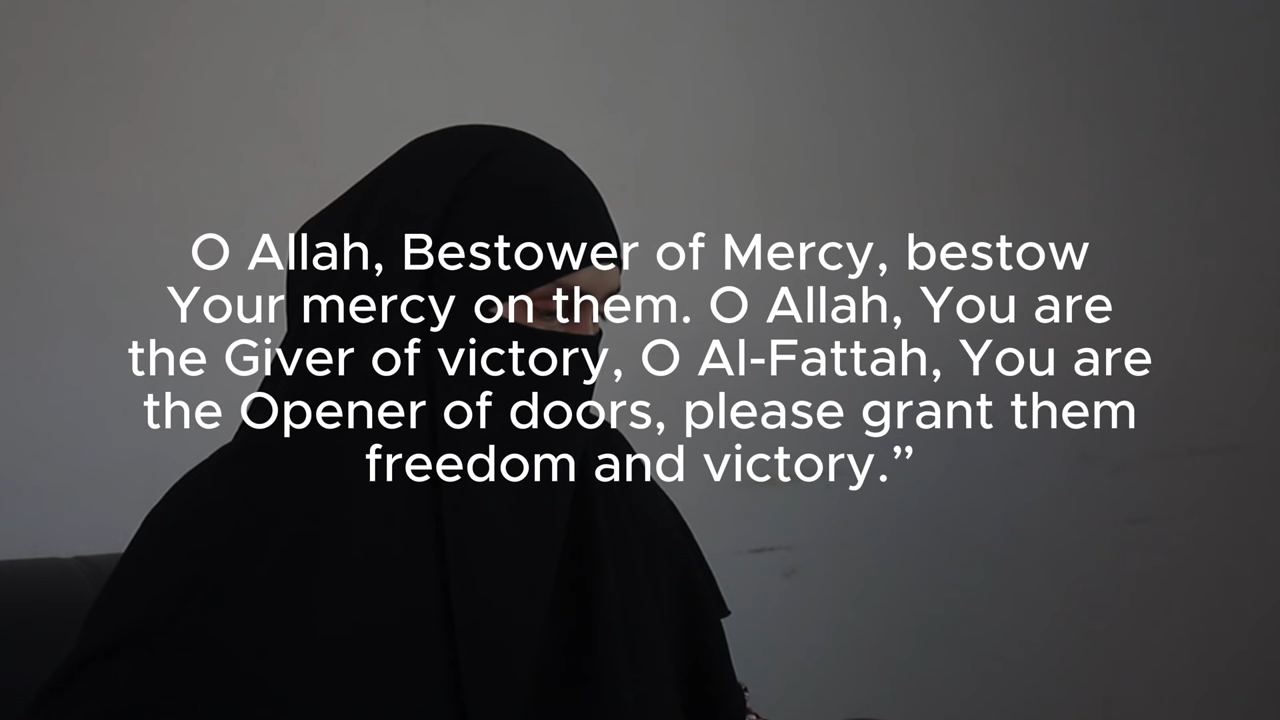 O Allah, Bestower of Mercy, bestow
Your mercy on them. O Allah, You are
the Giver of victory, O Al-Fattah, You are
the Opener of doors, please grant them
freedom and victory.”